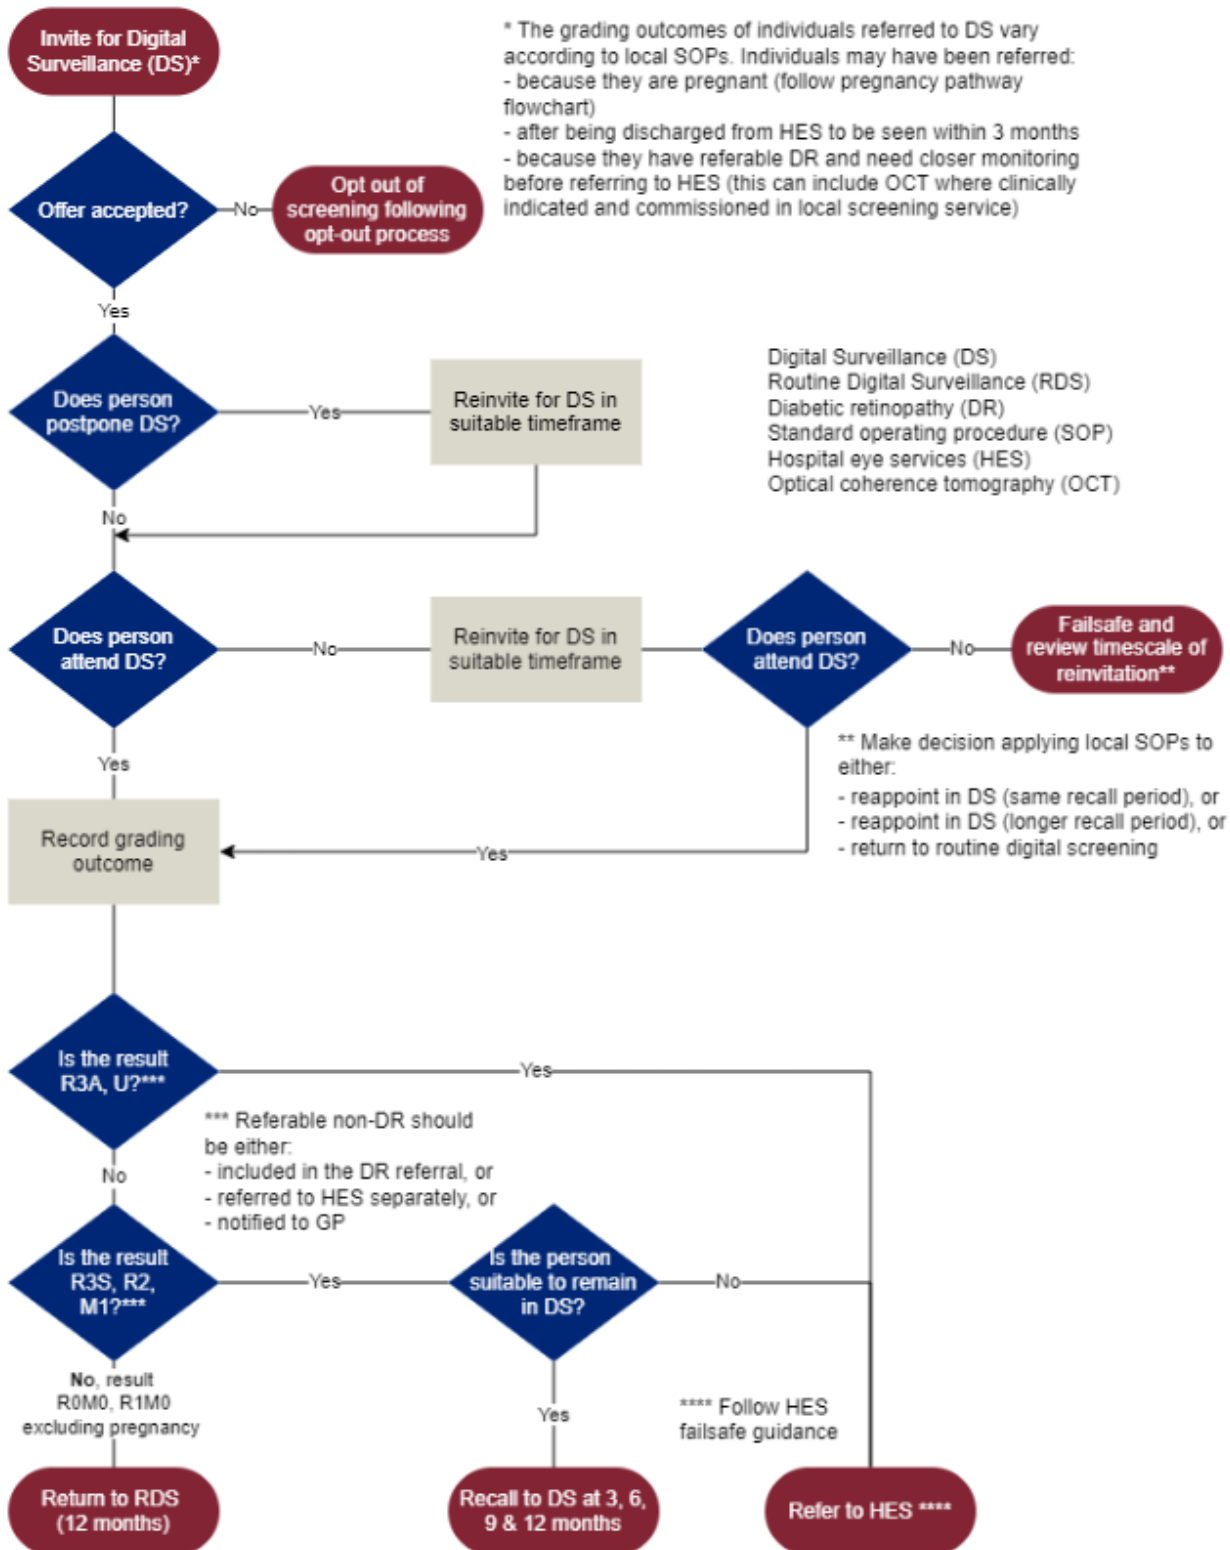 Invite for Digital
Surveillance (DS)*
* The grading outcomes of individuals referred to DS vary
according to local SOPs. Individuals may have been referred:
- because they are pregnant (follow pregnancy pathway
flowchart)
- after being discharged from HES to be seen within 3 months
- because they have referable DR and need closer monitoring
before referring to HES (this can include OCT where clinically
indicated and commissioned in local screening service)
Offer accepted?
No
Opt out of
screening following
opt-out process
Yes
Does person
postpone DS?
Yes
Reinvite for DS in
suitable timeframe
Digital Surveillance (DS)
Routine Digital Surveillance (RDS)
Diabetic retinopathy (DR)
Standard operating procedure (SOP)
Hospital eye services (HES)
Optical coherence tomography (OCT)
No
Does person
attend DS?
No
Reinvite for DS in
suitable timeframe
Does person
attend DS?
No
Failsafe and
review timescale of
reinvitation**
Yes
** Make decision applying local SOPs to
either:
- reappoint in DS (same recall period), or
- reappoint in DS (longer recall period), or
- return to routine digital screening
Record grading
outcome
Yes
Is the result
R3A, U?***
Yes
*** Referable non-DR should
be either:
- included in the DR referral, or
- referred to HES separately, or
- notified to GP
No
Is the result
R3S, R2,
M1?***
Yes
Is the person
suitable to remain
in DS?
No
No, result
R0M0, R1M0
excluding pregnancy
Yes
**** Follow HES
failsafe guidance
Return to RDS
(12 months)
Recall to DS at 3, 6,
9 & 12 months
Refer to HES ****